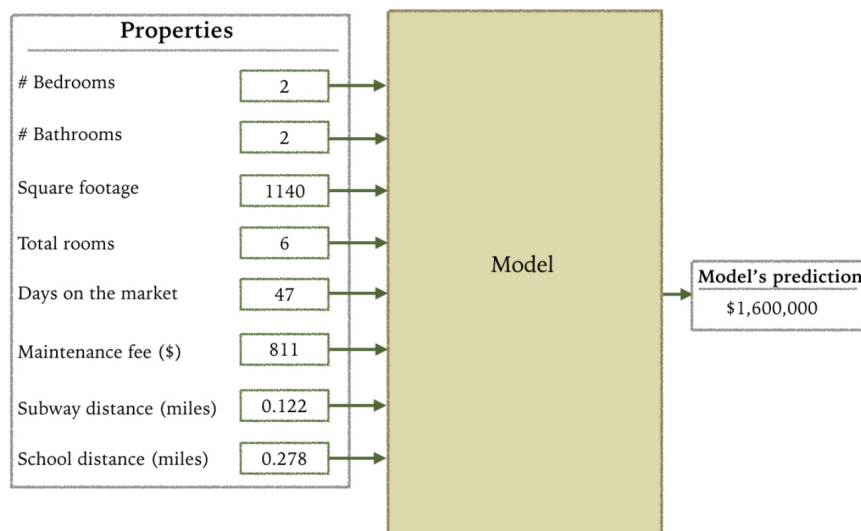 Properties
# Bedrooms 2
# Bathrooms 2
Square footage 1140
Total rooms 6
Days on the market 47
Maintenance fee ($) 811
Subway distance (miles) 0.122
School distance (miles) 0.278
Model
Model's prediction
$1,600,000